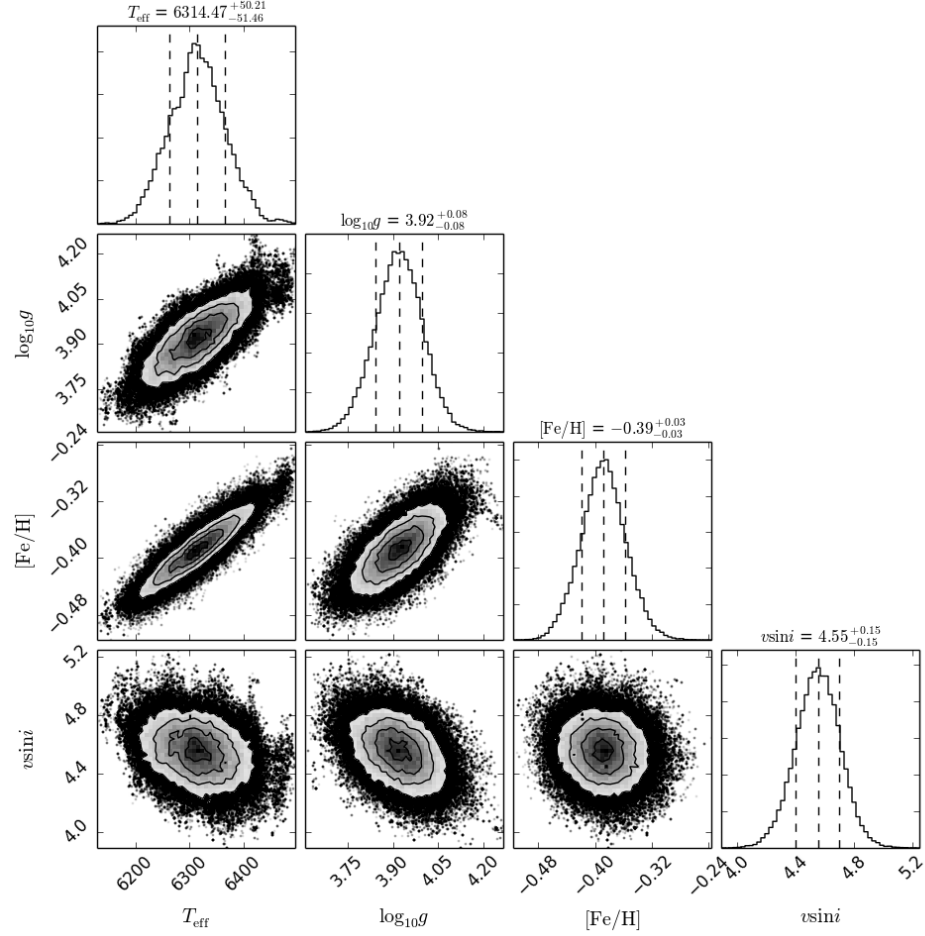 T_eff = 6314.47 +50.21 −51.46
log10 g = 3.92 +0.08 −0.08
4.20
4.05
3.90
3.75
log10 g
[Fe/H] = −0.39 +0.03 −0.03
−0.24
−0.32
−0.40
−0.48
[Fe/H]
v sin i = 4.55 +0.15 −0.15
5.2
4.8
4.4
4.0
v sin i
6200 6300 6400 3.75 3.90 4.05 4.20 −0.48 −0.40 −0.32 −0.24 4.0 4.4 4.8 5.2
T_eff log10 g [Fe/H] v sin i